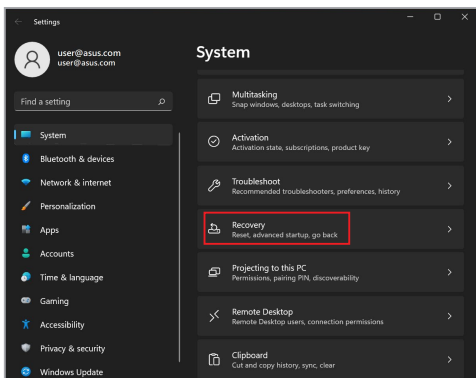 Settings
user@asus.com
user@asus.com
Find a setting
System
Bluetooth & devices
Network & internet
Personalization
Apps
Accounts
Time & language
Gaming
Accessibility
Privacy & security
Windows Update
System
Multitasking
Snap windows, desktops, task switching
Activation
Activation state, subscriptions, product key
Troubleshoot
Recommended troubleshooters, preferences, history
Recovery
Reset, advanced startup, go back
Projecting to this PC
Permissions, pairing PIN, discoverability
Remote Desktop
Remote Desktop users, connection permissions
Clipboard
Cut and copy history, sync, clear